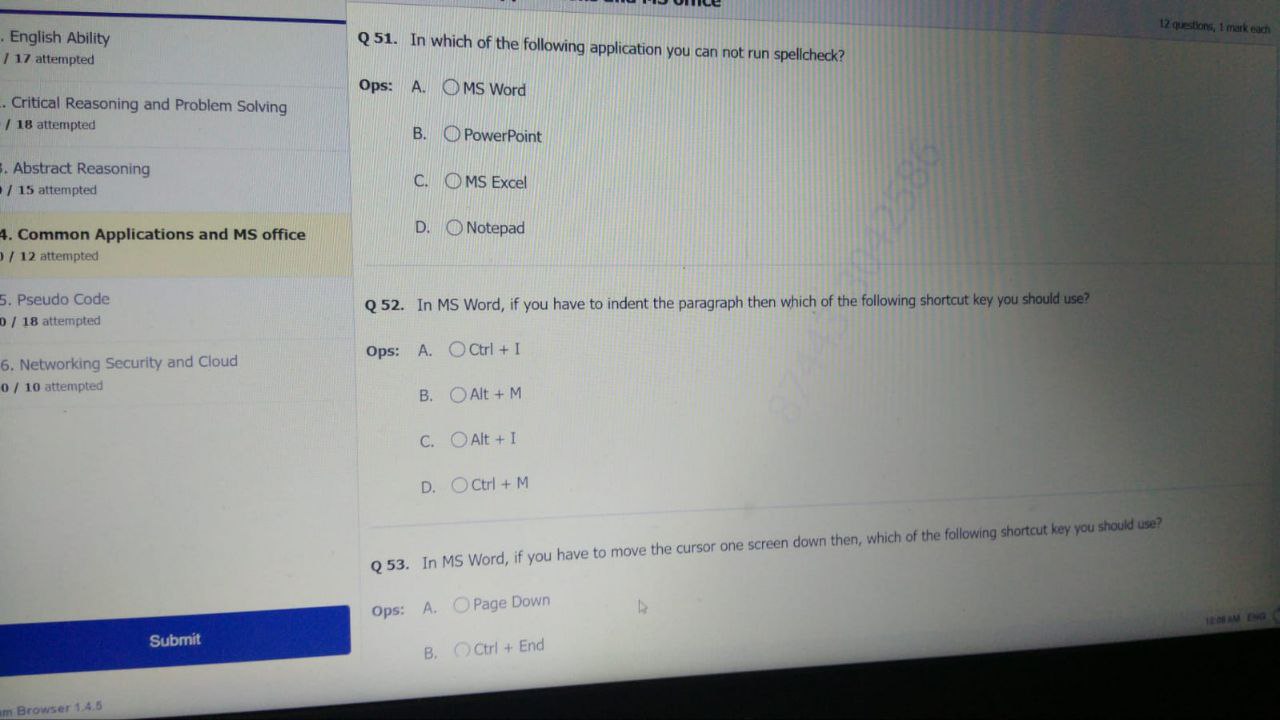 MS office
12 questions, 1 mark each
. English Ability
/ 17 attempted
. Critical Reasoning and Problem Solving
/ 18 attempted
. Abstract Reasoning
/ 15 attempted
4. Common Applications and MS office
/ 12 attempted
5. Pseudo Code
0 / 18 attempted
6. Networking Security and Cloud
0 / 10 attempted
Submit
Browser 1.4.5
Q 51. In which of the following application you can not run spellcheck?
Ops: A. MS Word
B. PowerPoint
C. MS Excel
D. Notepad
Q 52. In MS Word, if you have to indent the paragraph then which of the following shortcut key you should use?
Ops: A. Ctrl + I
B. Alt + M
C. Alt + I
D. Ctrl + M
Q 53. In MS Word, if you have to move the cursor one screen down then, which of the following shortcut key you should use?
Ops: A. Page Down
B. Ctrl + End
ENG